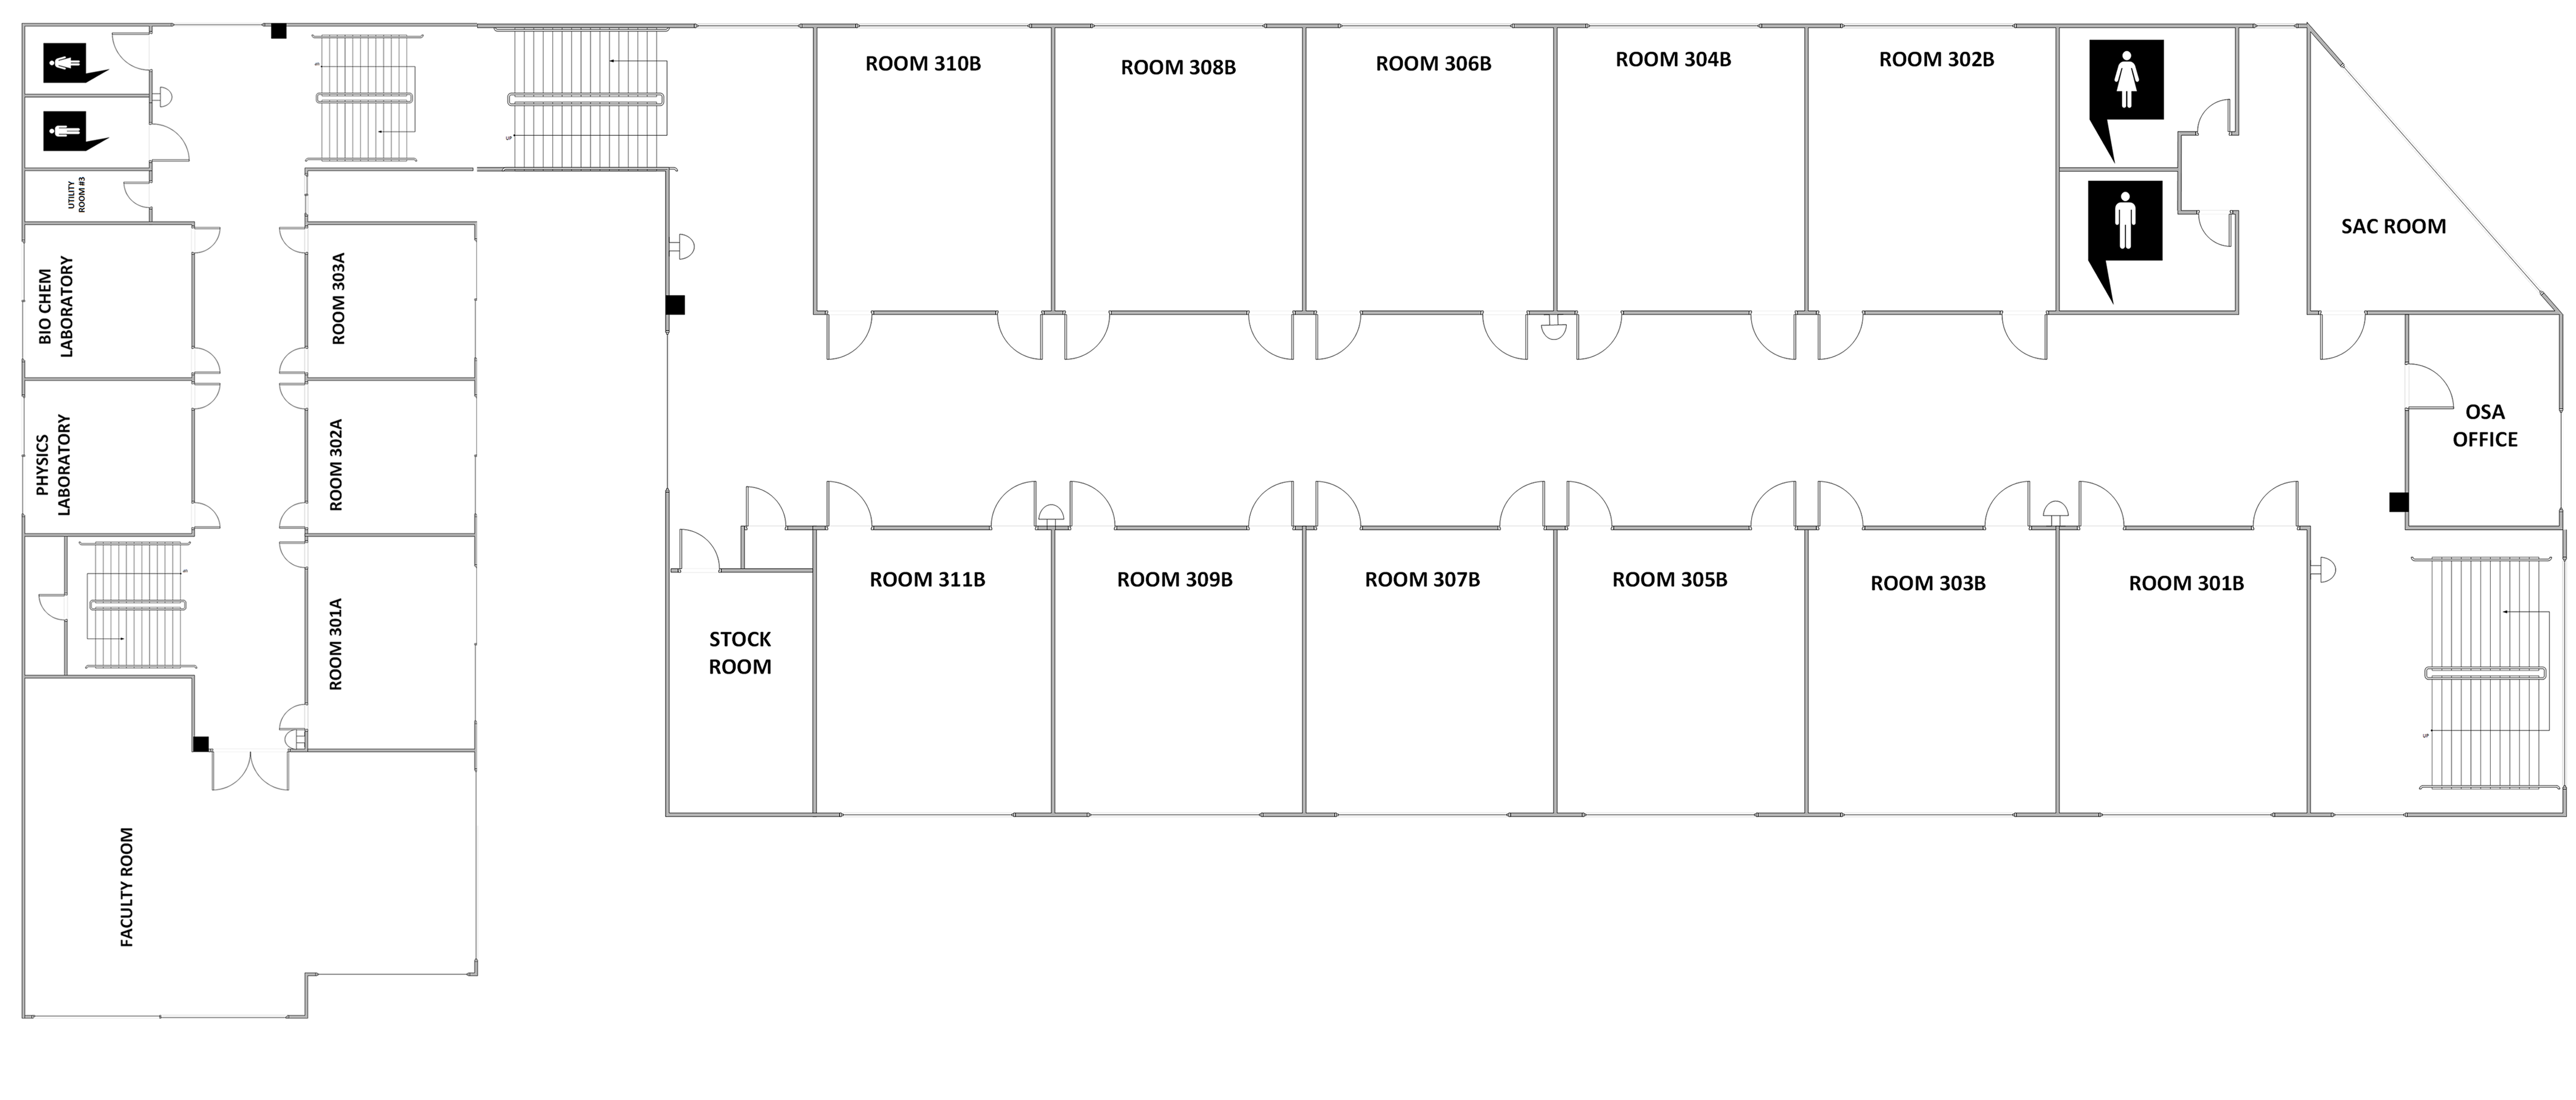 ROOM 310B
ROOM 308B
ROOM 306B
ROOM 304B
ROOM 302B
SAC ROOM
UP
UTILITY
ROOM #3
BIO CHEM
LABORATORY
ROOM 303A
PHYSICS
LABORATORY
ROOM 302A
OSA
OFFICE
ROOM 301A
STOCK
ROOM
ROOM 311B
ROOM 309B
ROOM 307B
ROOM 305B
ROOM 303B
ROOM 301B
UP
FACULTY ROOM